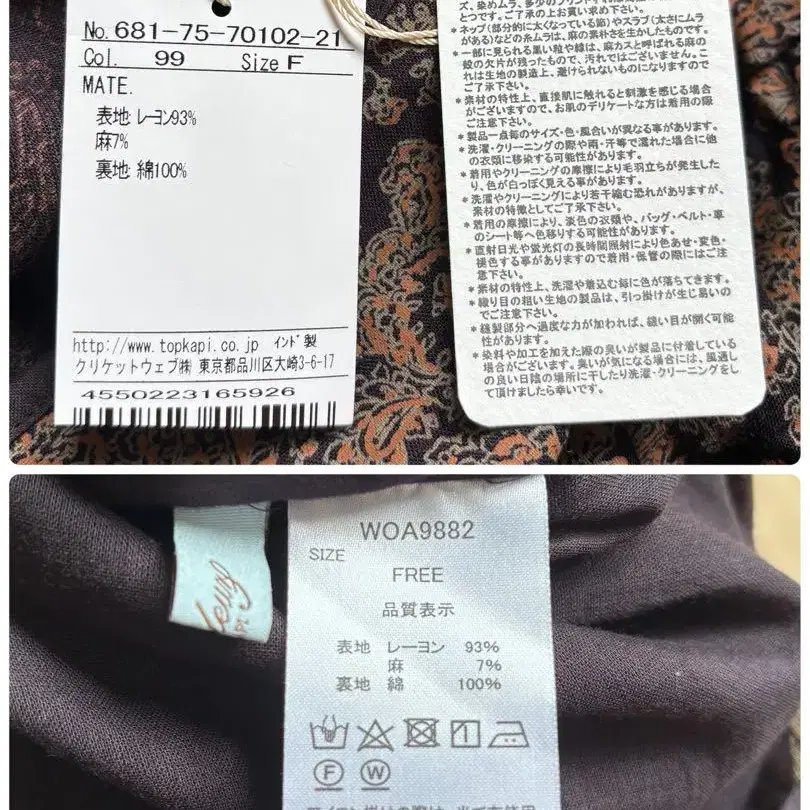 No. 681-75-70102-21
Col. 99 Size F
MATE.
表地:レーヨン93%
麻7%
裏地:綿100%
http://www.topkapi.co.jp インド製
クリケットウェブ㈱ 東京都品川区大崎3-6-17
4550223165926
とつです。ご了承の上お買い求め下さい。
*ネップ(部分的に太くなっている節)やスラブ(太さにムラ
がある)などの糸ムラは、麻の素朴さを生かしたものです。
*一部に見られる黒い粒や線は、麻カスと呼ばれる麻の
殻の欠片が残ったもので、汚れではございません。こ
れは生地の製造上、避けられないものになりますので
ご了承下さい。
*素材の特性上、直接肌に触れると刺激を感じる場合
がございますので、お肌のデリケートな方は着用の際
ご注意下さい。
*製品一点毎のサイズ・色・風合いが異なる事があります。
*洗濯・クリーニングの際や雨・汗等で濡れた場合に他
の衣類に移染する可能性があります。
*着用やクリーニングの摩擦により毛羽立ちが発生した
り、色が白っぽく見える事があります。
*洗濯やクリーニングにより若干縮む恐れがありますが、
素材の特徴としてご了承下さい。
*着用の摩擦により、淡色の衣類や、バッグ・ベルト・車
のシート等へ色移りする可能性があります。
*直射日光や蛍光灯の長時間照射により色あせ・変色・
褪色する事がありますので着用・保管の際にはご注
意下さい。
*素材の特性上、洗濯や着込む毎に色が落ちてきます。
*織り目の粗い生地の製品は、引っ掛けが生じ易いの
でご注意下さい。
*縫製部分へ過度な力が加われば、縫い目が開く可能
性があります。
*染料や加工を加えた際の臭いが製品に付着している
場合がございます。臭いが気になる場合には、風通し
の良い日陰の場所に干したり洗濯・クリーニングをし
て頂けましたら幸いです。
WOA9882
SIZE
FREE
品質表示
表地 レーヨン 93%
麻 7%
裏地 綿 100%
F W